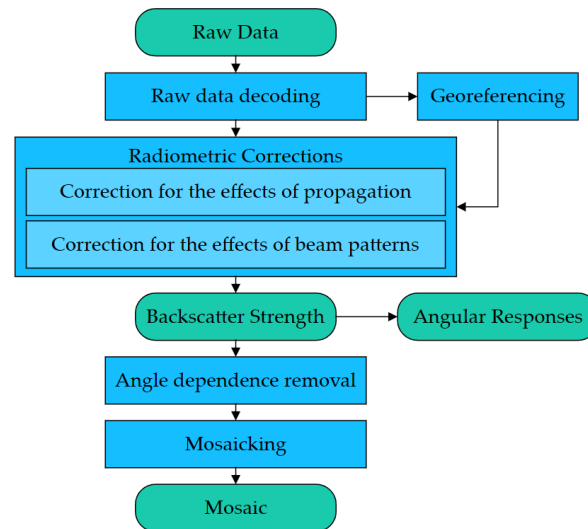 Raw Data
Raw data decoding
Georeferencing
Radiometric Corrections
Correction for the effects of propagation
Correction for the effects of beam patterns
Backscatter Strength
Angular Responses
Angle dependence removal
Mosaicking
Mosaic